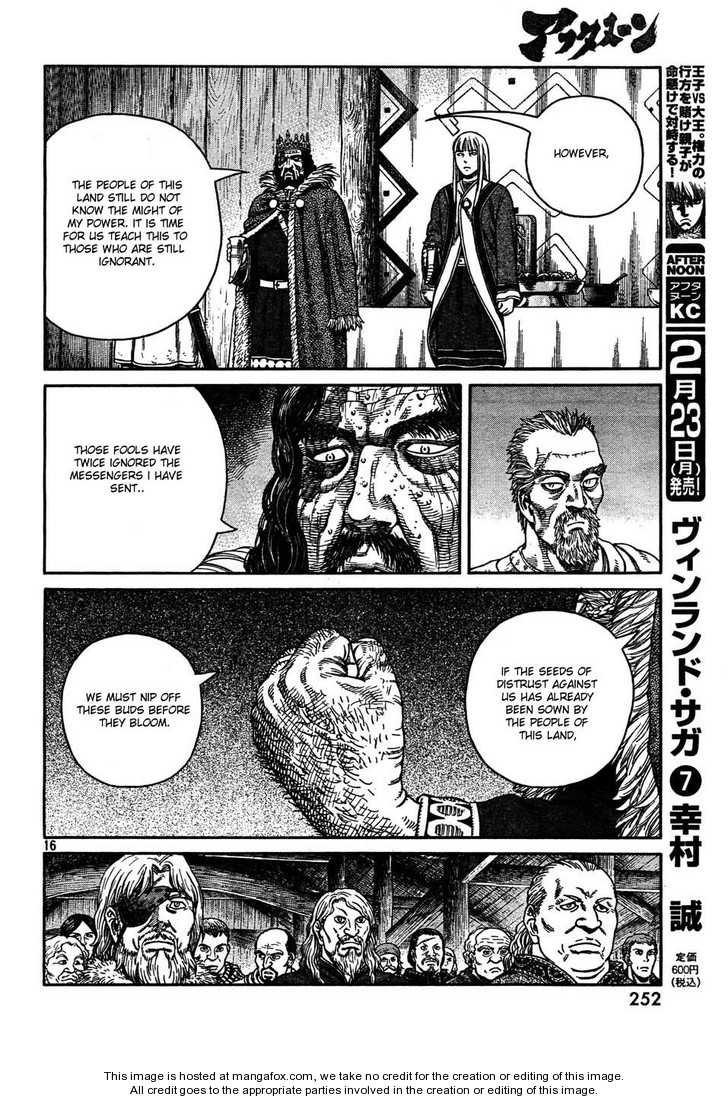 アフタヌーン
HOWEVER,
THE PEOPLE OF THIS
LAND STILL DO NOT
KNOW THE MIGHT OF
MY POWER. IT IS TIME
FOR US TEACH THIS TO
THOSE WHO ARE STILL
IGNORANT.
THOSE FOOLS HAVE
TWICE IGNORED THE
MESSENGERS I HAVE
SENT..
IF THE SEEDS OF
DISTRUST AGAINST
US HAS ALREADY
BEEN SOWN BY
THE PEOPLE OF
THIS LAND,
WE MUST NIP OFF
THESE BUDS BEFORE
THEY BLOOM.
16
王子VS大王。権力の
行方を賭け親子が
命懸けで対峙する!
AFTER
NOON
アフタ
ヌーン
KC
2月23日(月)発売!
ヴィンランド・サガ 7 幸村 誠
定価
600円
(税込)
252
This image is hosted at mangafox.com, we take no credit for the creation or editing of this image.
All credit goes to the appropriate parties involved in the creation or editing of this image.